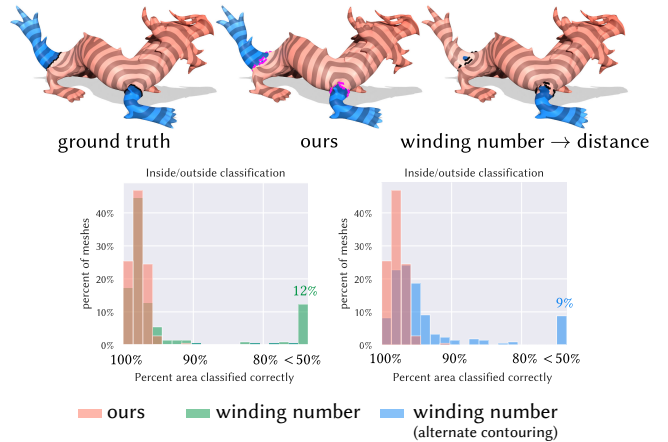 ground truth
ours
winding number → distance
Inside/outside classification
percent of meshes
40%
30%
20%
10%
0%
12%
100%
90%
80%
<50%
Percent area classified correctly
Inside/outside classification
percent of meshes
40%
30%
20%
10%
0%
9%
100%
90%
80%
<50%
Percent area classified correctly
ours
winding number
winding number
(alternate contouring)